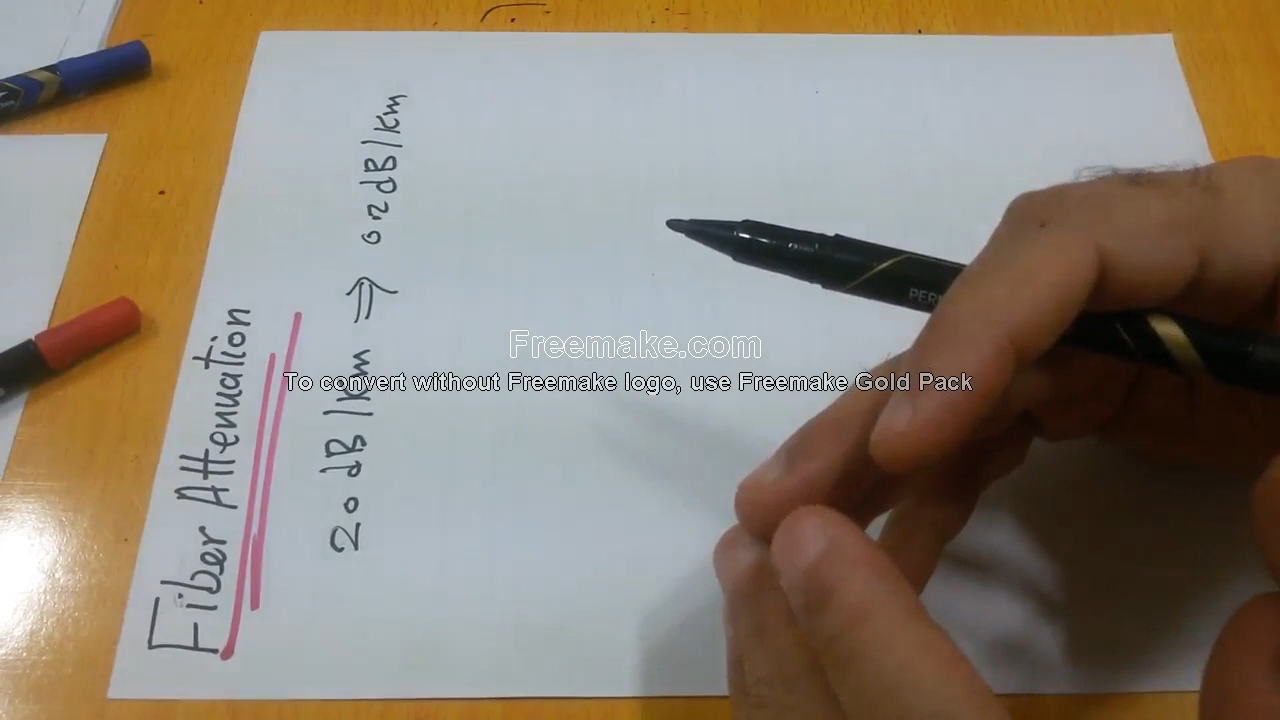 Fiber Attenuation
20 dB/km ⇒ 0.2 dB/km
PER
Freemake.com
To convert without Freemake logo, use Freemake Gold Pack